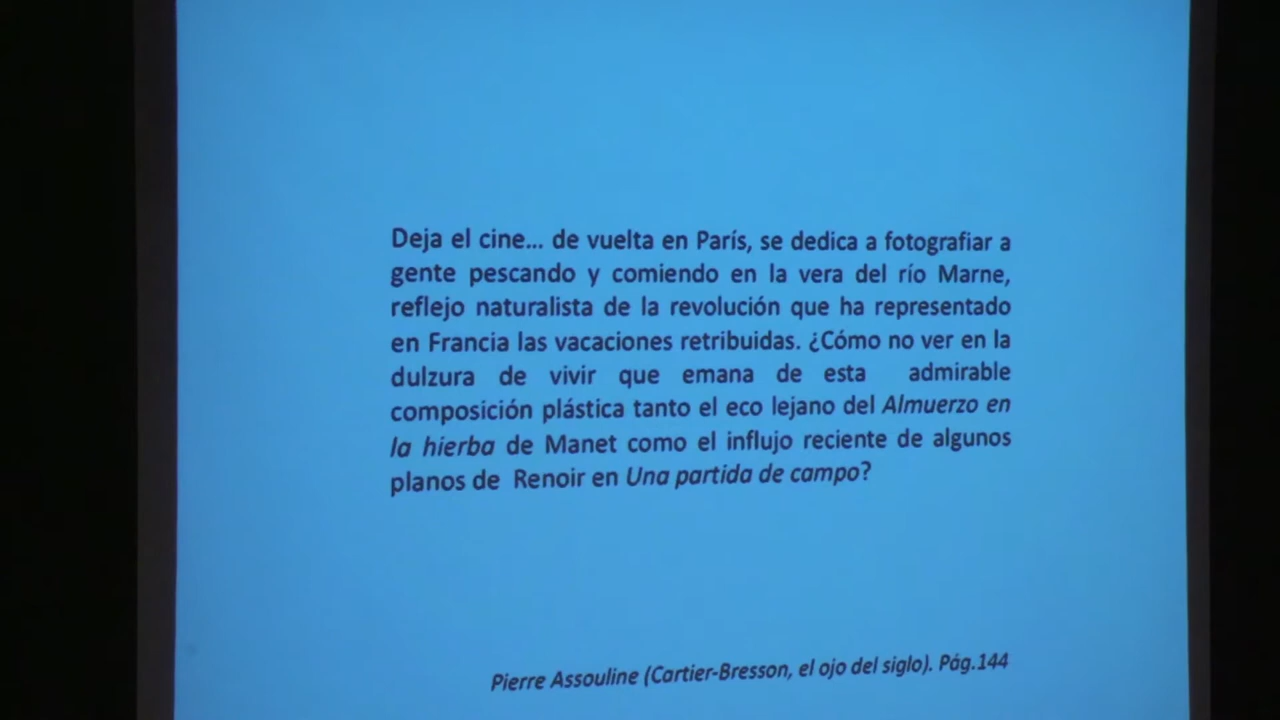 Deja el cine... de vuelta en París, se dedica a fotografiar a
gente pescando y comiendo en la vera del río Marne,
reflejo naturalista de la revolución que ha representado
en Francia las vacaciones retribuidas. ¿Cómo no ver en la
dulzura de vivir que emana de esta admirable
composición plástica tanto el eco lejano del Almuerzo en
la hierba de Manet como el influjo reciente de algunos
planos de Renoir en Una partida de campo?
Pierre Assouline (Cartier-Bresson, el ojo del siglo). Pág.144